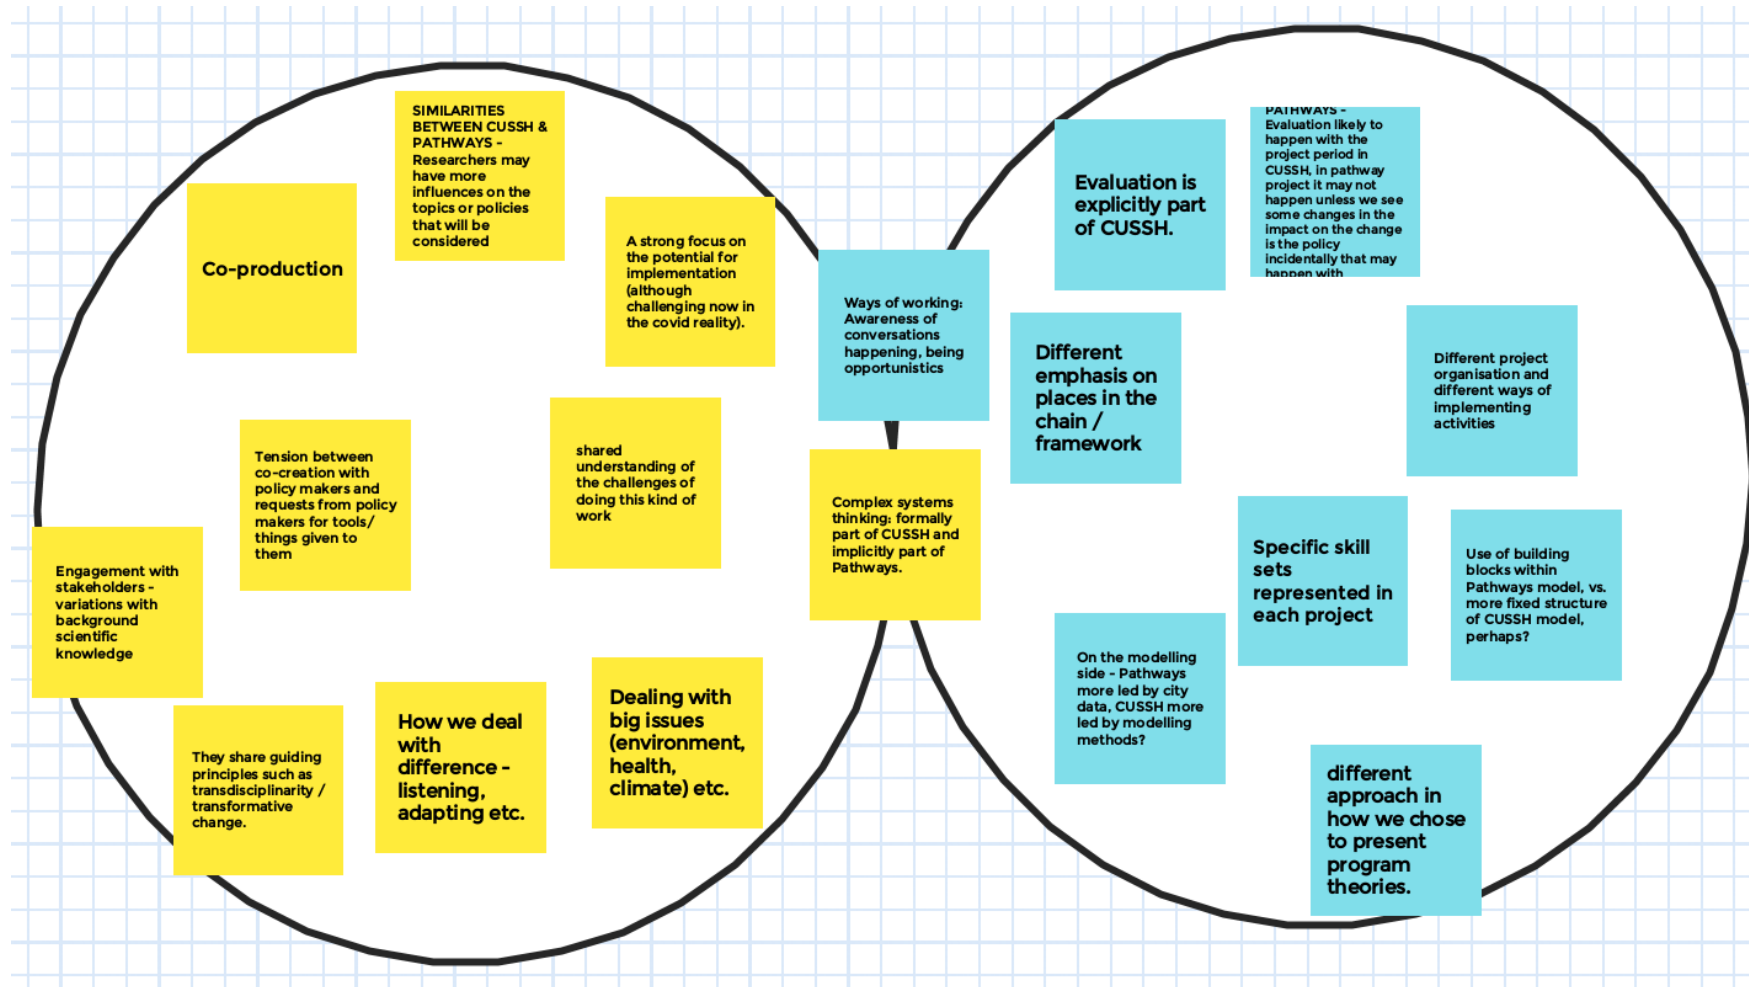 SIMILARITIES
BETWEEN CUSSH &
PATHWAYS -
Researchers may
have more
influences on the
topics or policies
that will be
considered
Co-production
A strong focus on
the potential for
implementation
(although
challenging now in
the covid reality).
Tension between
co-creation with
policy makers and
requests from policy
makers for tools/
things given to
them
shared
understanding of
the challenges of
doing this kind of
work
Engagement with
stakeholders -
variations with
background
scientific
knowledge
They share guiding
principles such as
transdisciplinarity /
transformative
change.
How we deal
with
difference -
listening,
adapting etc.
Dealing with
big issues
(environment,
health,
climate) etc.
Ways of working:
Awareness of
conversations
happening, being
opportunistics
Complex systems
thinking: formally
part of CUSSH and
implicitly part of
Pathways.
Evaluation is
explicitly part
of CUSSH.
PATHWAYS -
Evaluation likely to
happen with the
project period in
CUSSH, in pathway
project it may not
happen unless we see
some changes in the
impact on the change
is the policy
incidentally that may
happen with
Different
emphasis on
places in the
chain /
framework
Different project
organisation and
different ways of
implementing
activities
Specific skill
sets
represented in
each project
Use of building
blocks within
Pathways model, vs.
more fixed structure
of CUSSH model,
perhaps?
On the modelling
side - Pathways
more led by city
data, CUSSH more
led by modelling
methods?
different
approach in
how we chose
to present
program
theories.